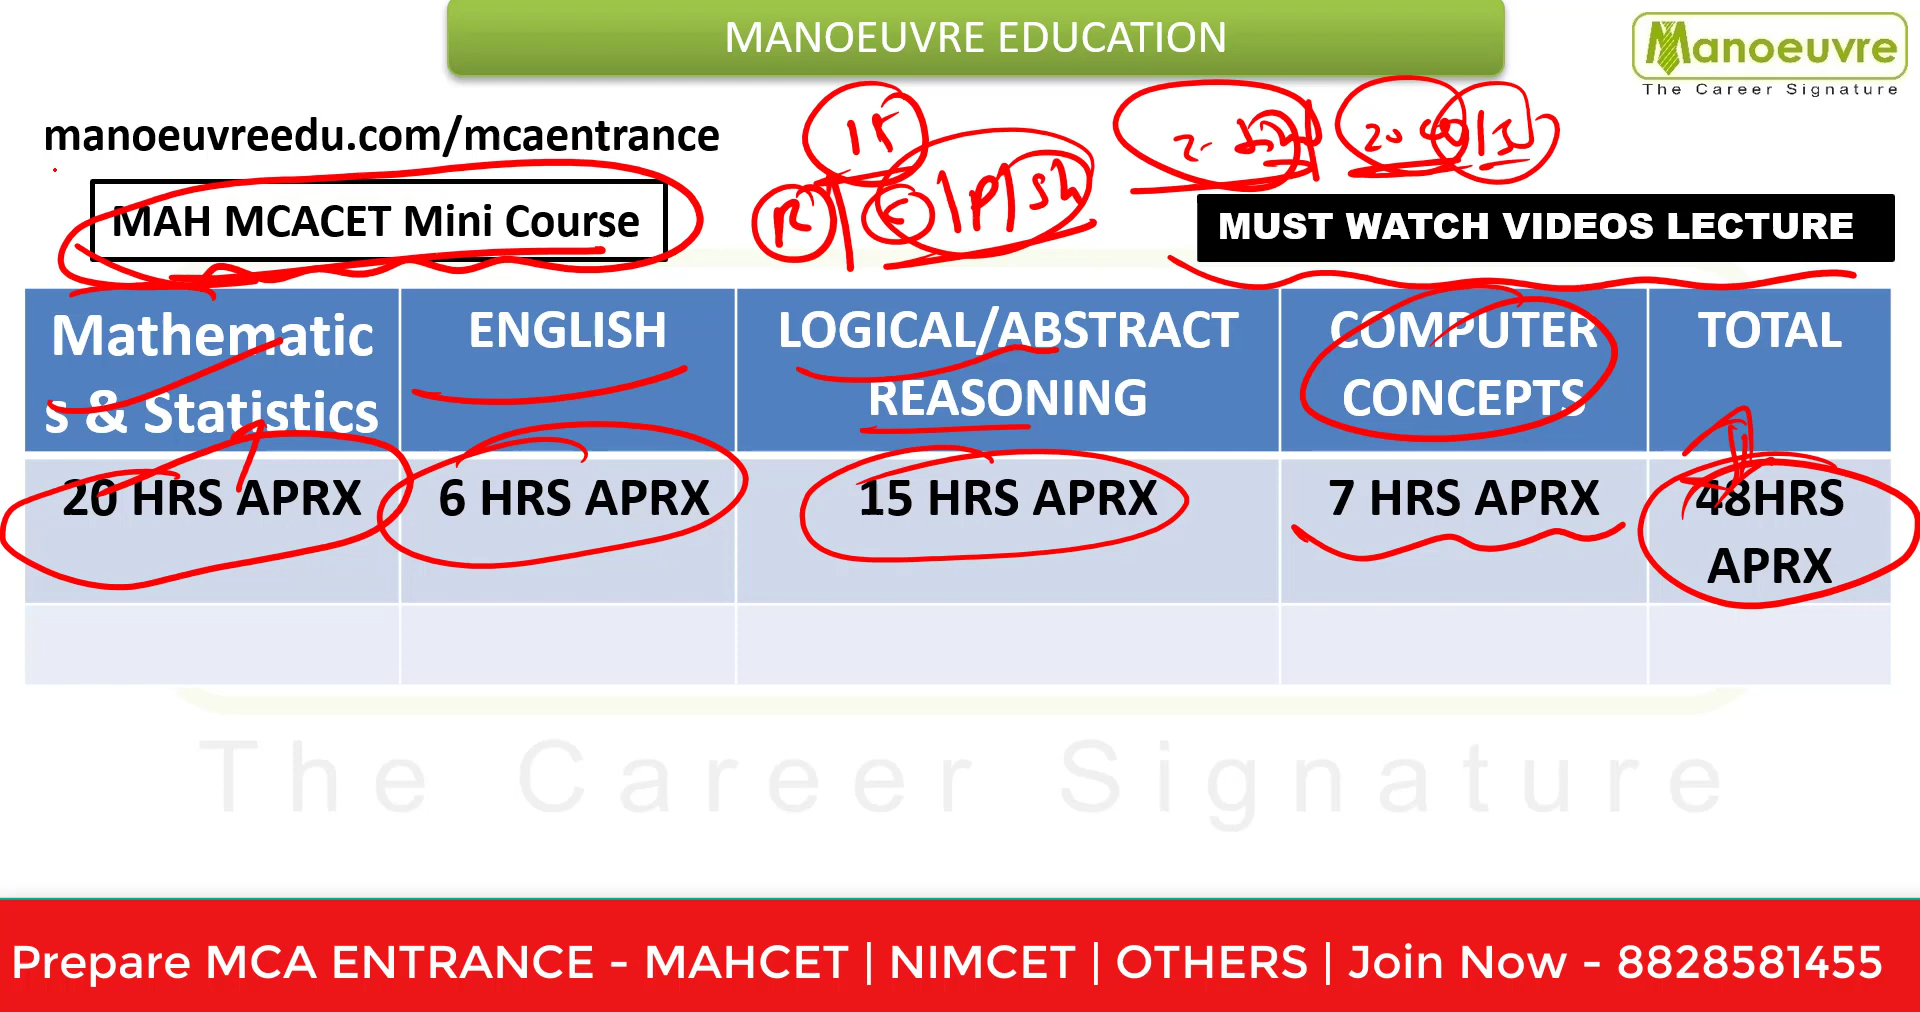 MANOEUVRE EDUCATION
Manoeuvre
The Career Signature
manoeuvreedu.com/mcaentrance
MAH MCACET Mini Course
MUST WATCH VIDEOS LECTURE
Mathematic
s & Statistics
ENGLISH
LOGICAL/ABSTRACT
REASONING
COMPUTER
CONCEPTS
TOTAL
20 HRS APRX
6 HRS APRX
15 HRS APRX
7 HRS APRX
48HRS
APRX
The Career Signature
Prepare MCA ENTRANCE - MAHCET | NIMCET | OTHERS | Join Now - 8828581455